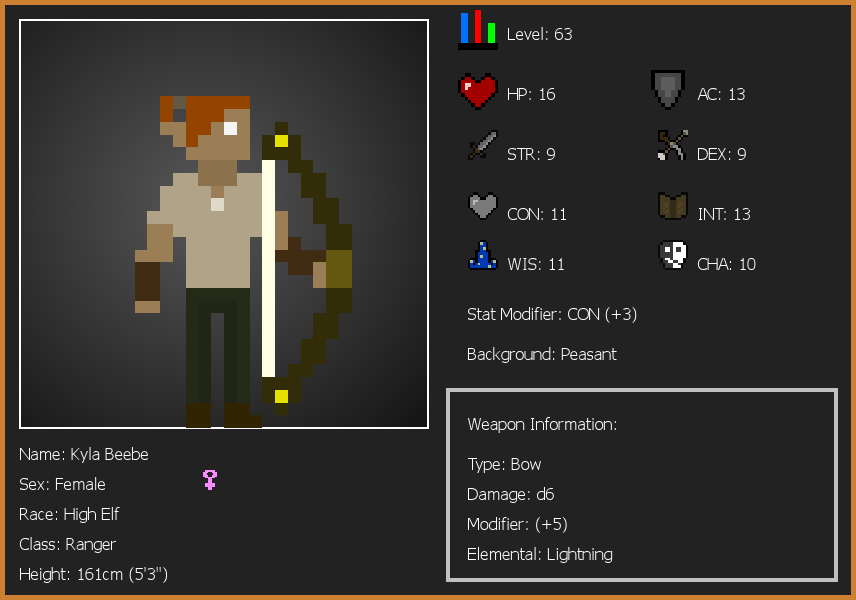 Level: 63
HP: 16
AC: 13
STR: 9
DEX: 9
CON: 11
INT: 13
WIS: 11
CHA: 10
Stat Modifier: CON (+3)
Background: Peasant
Weapon Information:
Type: Bow
Damage: d6
Modifier: (+5)
Elemental: Lightning
Name: Kyla Beebe
Sex: Female
Race: High Elf
Class: Ranger
Height: 161cm (5'3")